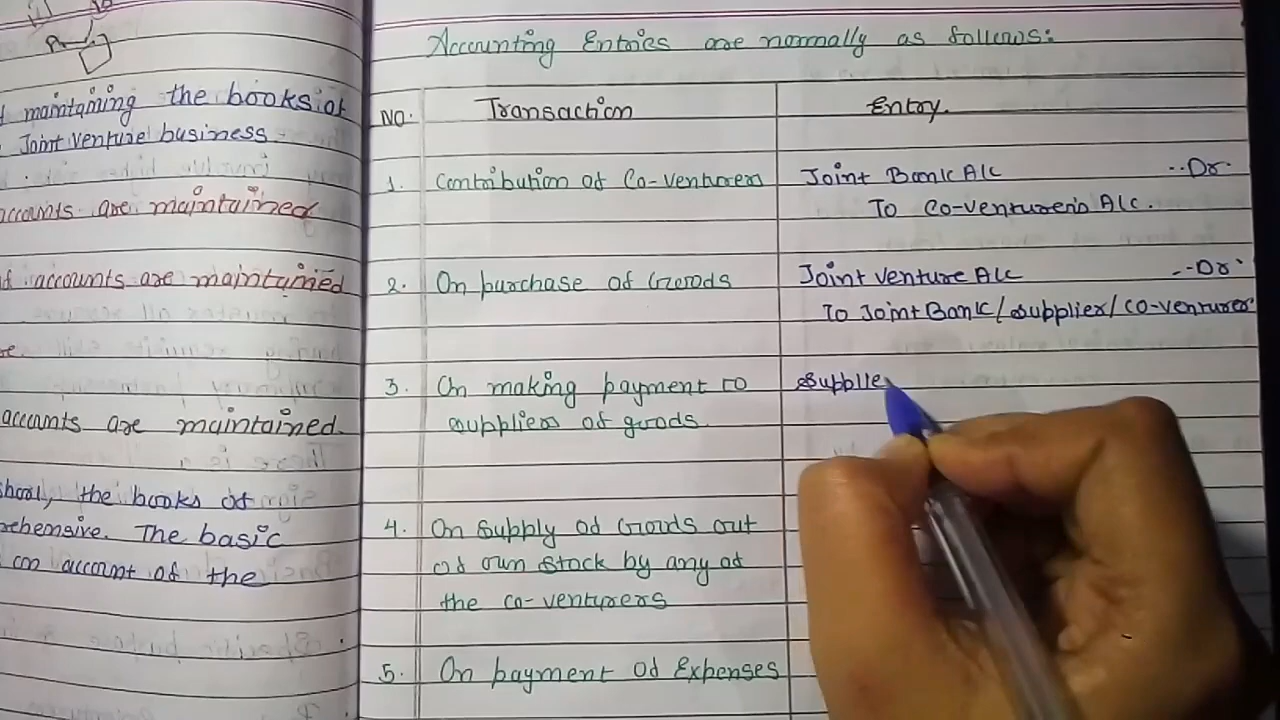 maintaining the books of
Joint venture business.
accounts are maintained
accounts are maintained
accounts are maintained.
the books of
The basic
on account of the
Accounting Entries are normally as follows:
NO. Transaction Entry.
1. Contribution of Co-venturers Joint Bank A/c ..Dr.
To Co-venturer's A/c.
2. On purchase of Goods Joint venture A/c --Dr.
To Joint Bank/supplier/co-venturer
3. On making payment to Supplie
suppliers of goods.
4. On supply of Goods out
of own stock by any of
the co-venturers
5. On payment of Expenses